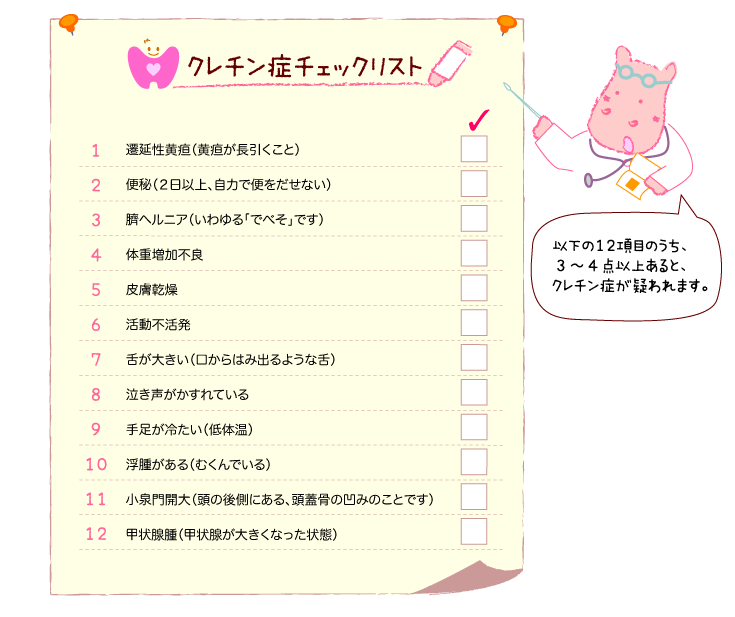 クレチン症チェックリスト
✓
1 遷延性黄疸（黄疸が長引くこと）
2 便秘（２日以上、自力で便をだせない）
3 臍ヘルニア（いわゆる「でべそ」です）
4 体重増加不良
5 皮膚乾燥
6 活動不活発
7 舌が大きい（口からはみ出るような舌）
8 泣き声がかすれている
9 手足が冷たい（低体温）
10 浮腫がある（むくんでいる）
11 小泉門開大（頭の後側にある、頭蓋骨の凹みのことです）
12 甲状腺腫（甲状腺が大きくなった状態）
以下の１２項目のうち、
３～４点以上あると、
クレチン症が疑われます。